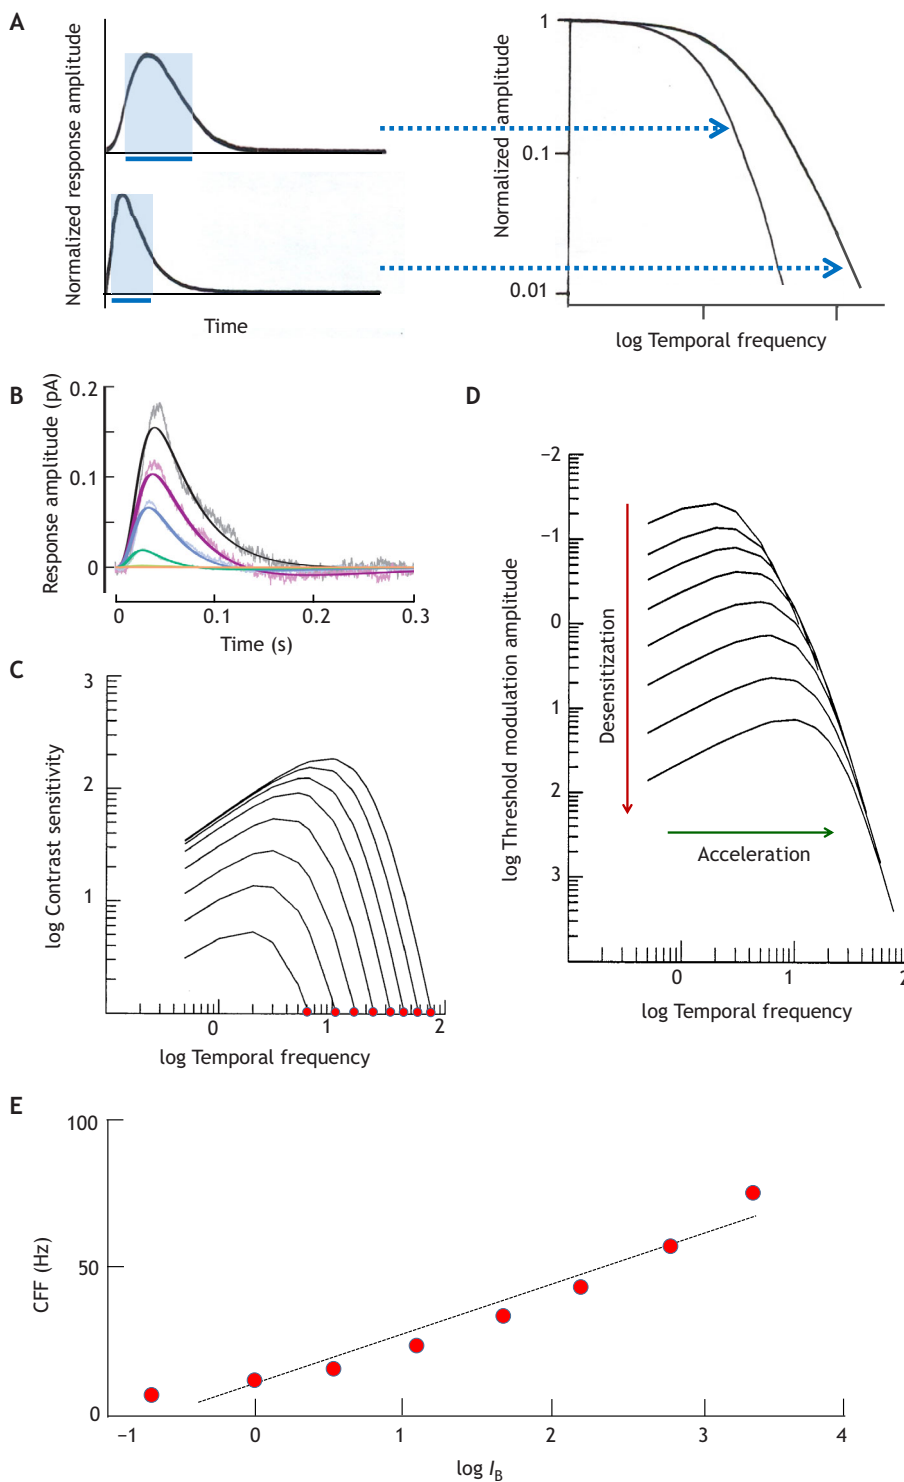 A
Normalized response amplitude
Time
Normalized amplitude
1
0.1
0.01
log Temporal frequency
B
Response amplitude (pA)
0.2
0.1
0
0 0.1 0.2 0.3
Time (s)
C
log Contrast sensitivity
3
2
1
0 1 2
log Temporal frequency
D
log Threshold modulation amplitude
−2
−1
0
1
2
3
Desensitization
Acceleration
0 1 2
log Temporal frequency
E
CFF (Hz)
100
50
0
−1 0 1 2 3 4
log IB